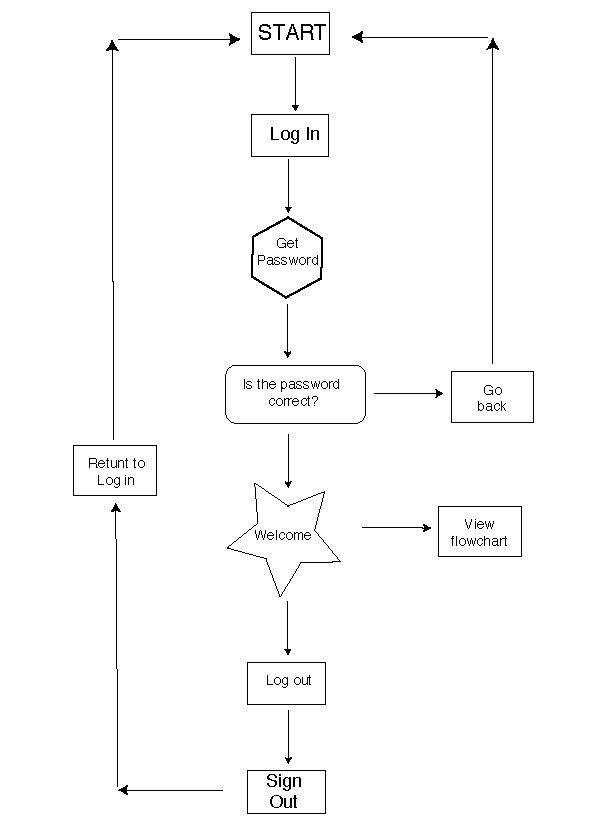 START
Log In
Get
Password
Is the password
correct?
Go
back
Retunt to
Log in
Welcome
View
flowchart
Log out
Sign
Out